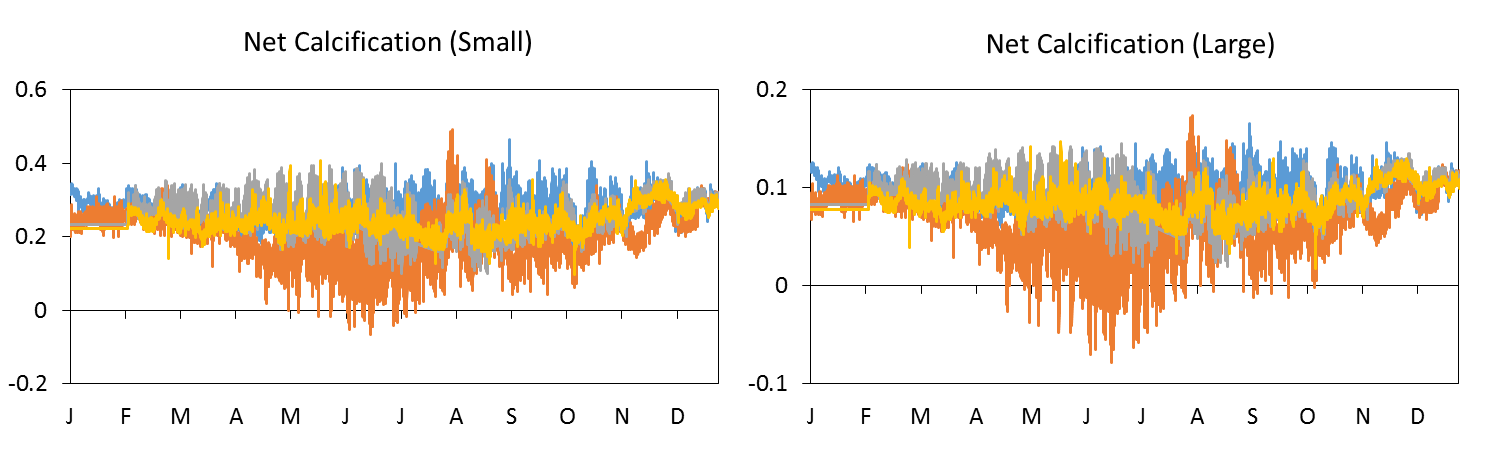 Net Calcification (Small)
0.6
0.4
0.2
0
-0.2
J F M A M J J A S O N D
Net Calcification (Large)
0.2
0.1
0
-0.1
J F M A M J J A S O N D